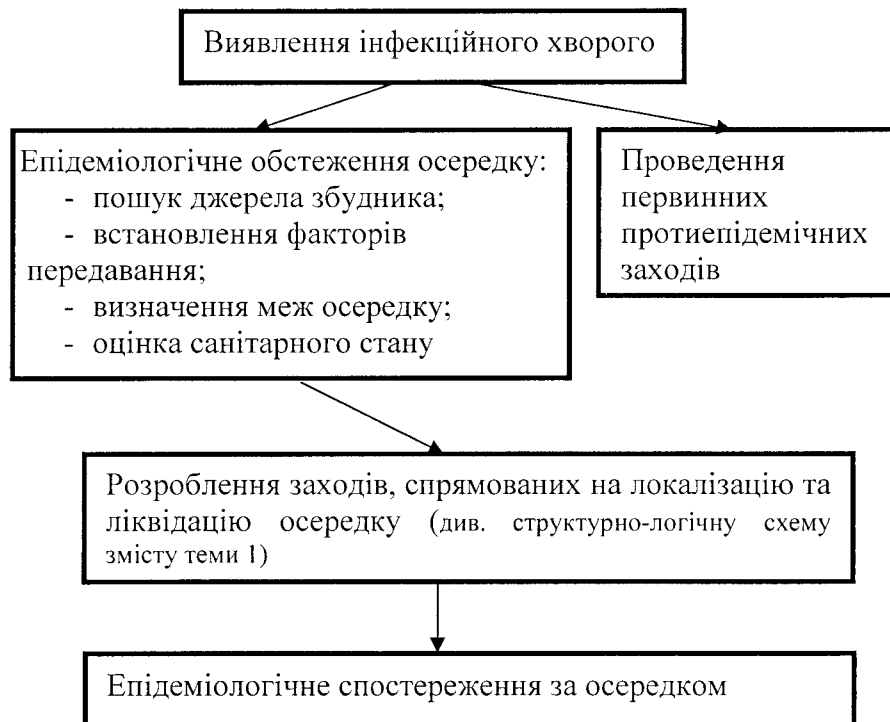 Виявлення інфекційного хворого
Епідеміологічне обстеження осередку:
- пошук джерела збудника;
- встановлення факторів
передавання;
- визначення меж осередку;
- оцінка санітарного стану
Проведення
первинних
протиепідемічних
заходів
Розроблення заходів, спрямованих на локалізацію та
ліквідацію осередку (див. структурно-логічну схему
змісту теми 1)
Епідеміологічне спостереження за осередком